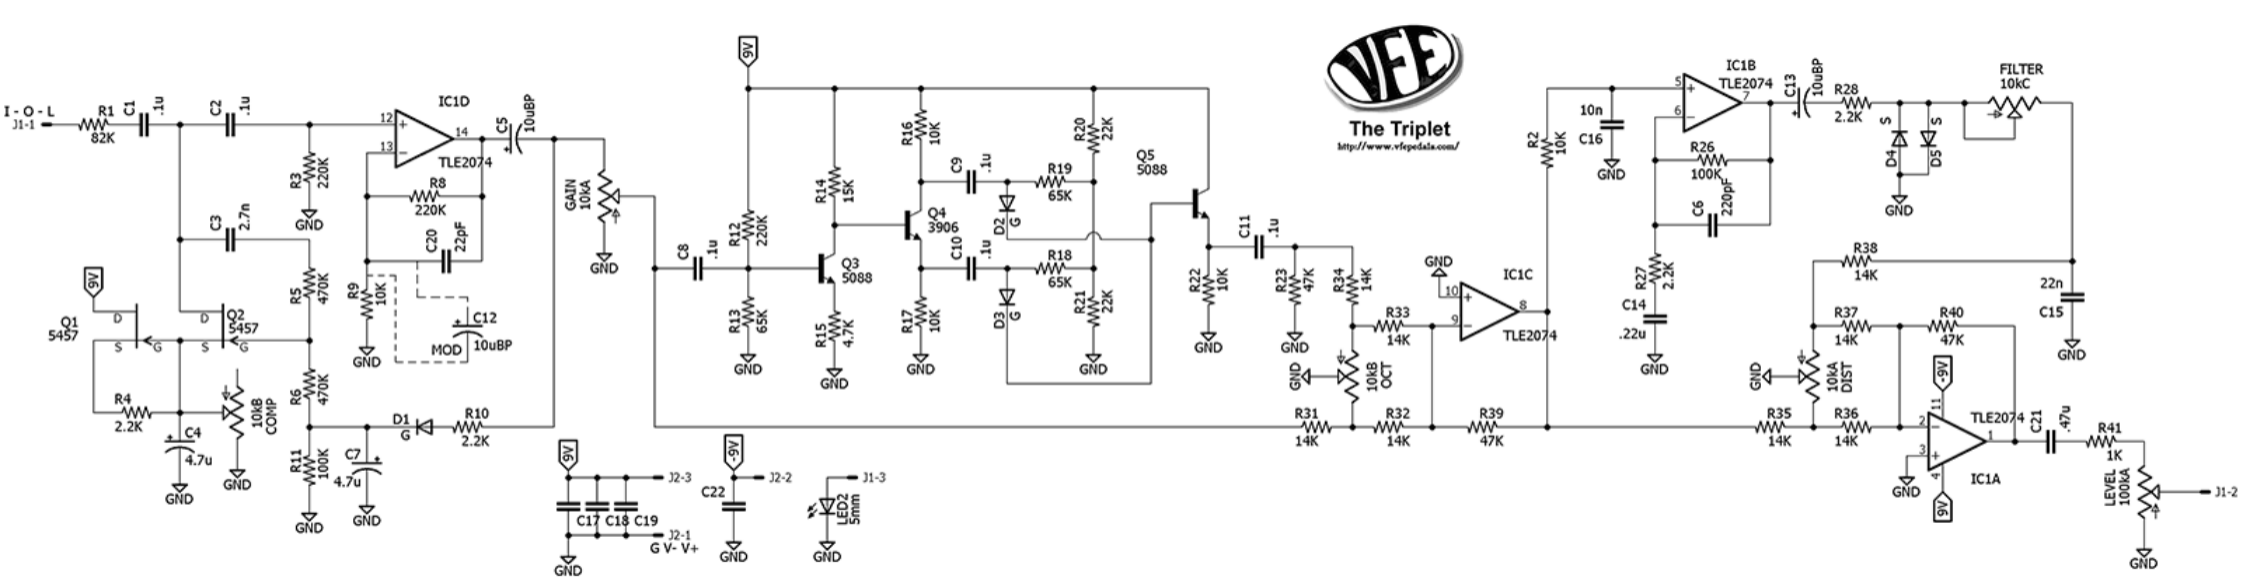 I - O - L
J1-1
R1
82K
C1
.1u
C2
.1u
R3
220K
GND
C3
2.7n
R5
470K
9V
Q1
5457
D
S
G
Q2
5457
D
S
G
R4
2.2K
C4
4.7u
GND
10kB
COMP
GND
R6
470K
R11
100K
GND
C7
4.7u
GND
D1
G
R10
2.2K
IC1D
12
13
14
+
-
TLE2074
R8
220K
C20
22pF
R9
10K
GND
C12
10uBP
MOD
C5
10uBP
GAIN
10kA
GND
9V
C8
.1u
R12
220K
R13
65K
GND
R14
15K
Q3
5088
R15
4.7K
GND
R16
10K
Q4
3906
R17
10K
GND
C9
.1u
C10
.1u
D2
G
D3
G
R19
65K
R18
65K
R20
22K
R21
22K
GND
Q5
5088
R22
10K
GND
C11
.1u
R23
47K
GND
R34
14K
R33
14K
GND
10kB
OCT
R31
14K
R32
14K
R39
47K
GND
IC1C
10
9
8
+
-
TLE2074
VFE
The Triplet
http://www.vfepedals.com/
R2
10K
10n
C16
GND
IC1B
TLE2074
5
6
7
+
-
R26
100K
C6
220pF
R27
2.2K
C14
.22u
GND
C13
10uBP
R28
2.2K
S
D4
S
D5
GND
FILTER
10kC
22n
C15
GND
R38
14K
R37
14K
R40
47K
GND
10kA
DIST
R35
14K
R36
14K
-9V
11
TLE2074
2
3
1
-
+
4
9V
IC1A
GND
C21
.47u
R41
1K
LEVEL
100kA
J1-2
GND
9V
J2-3
C17
C18
C19
J2-1
G V- V+
GND
-9V
J2-2
C22
GND
J1-3
LED2
5mm
GND